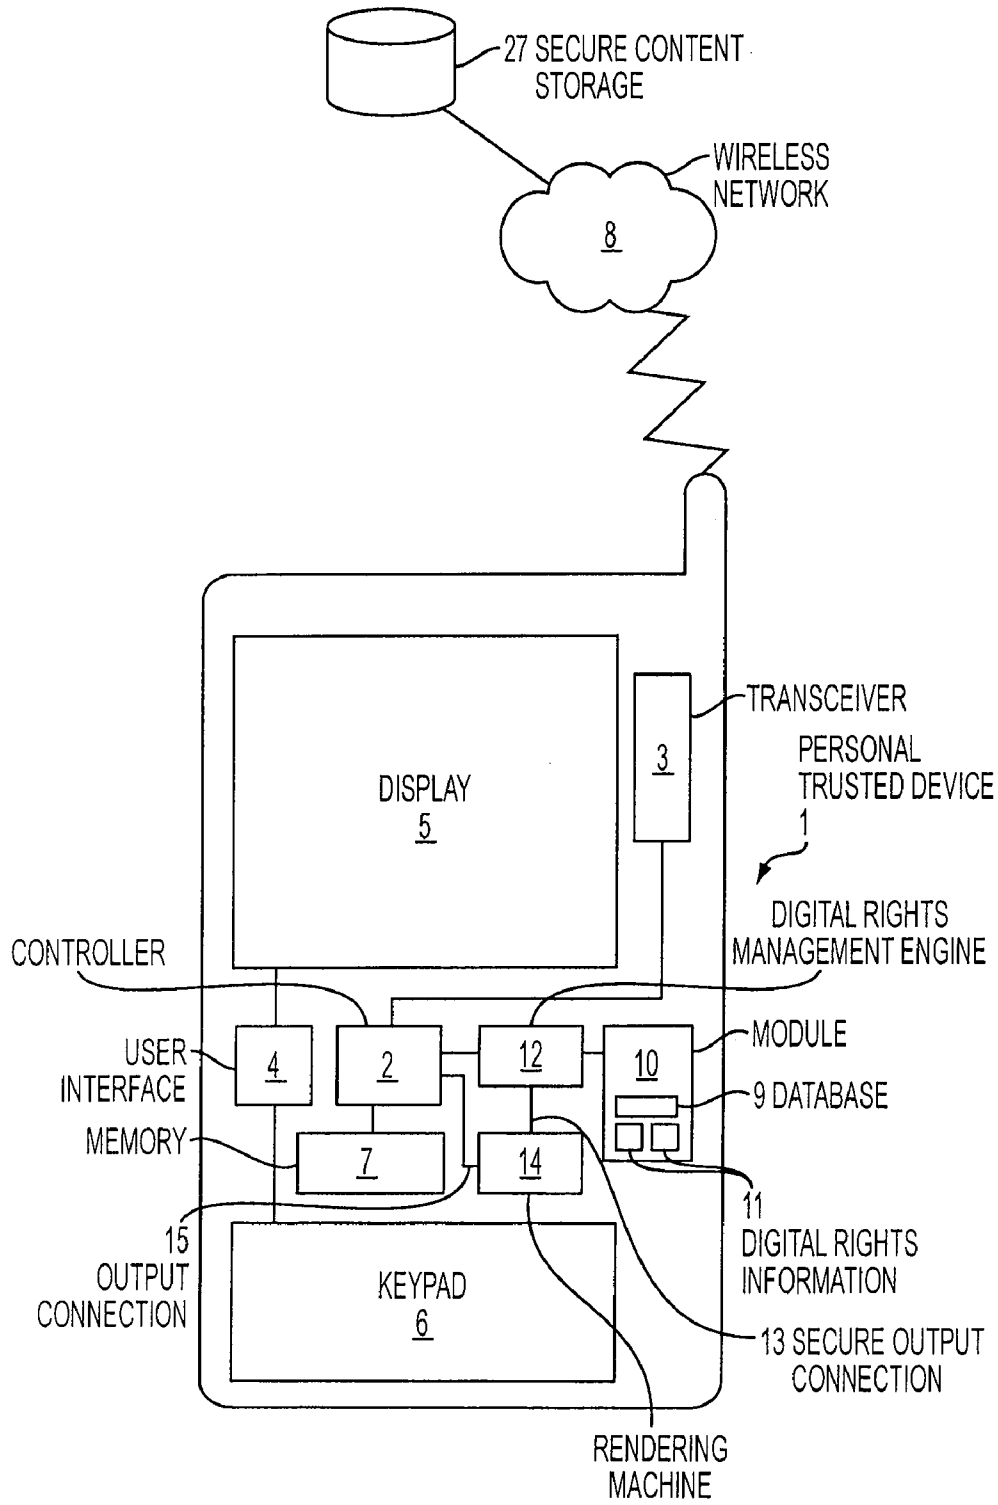 27 SECURE CONTENT
STORAGE
WIRELESS
NETWORK
8
TRANSCEIVER
3
PERSONAL
TRUSTED DEVICE
1
DISPLAY
5
DIGITAL RIGHTS
MANAGEMENT ENGINE
CONTROLLER
MODULE
USER
INTERFACE
4
2
12
10
9 DATABASE
MEMORY
7
14
11
DIGITAL RIGHTS
INFORMATION
15
OUTPUT
CONNECTION
KEYPAD
6
13 SECURE OUTPUT
CONNECTION
RENDERING
MACHINE